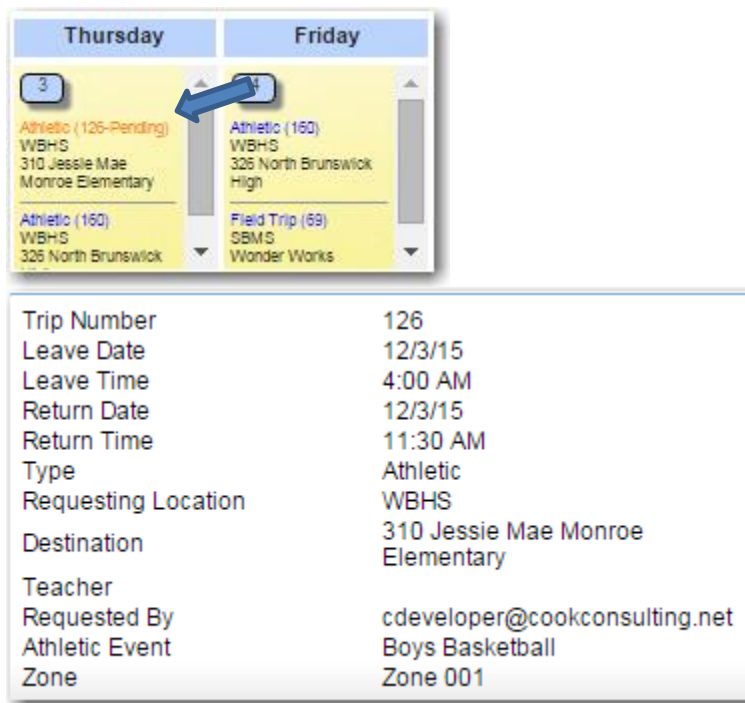 Thursday
Friday
3
Athletic (126-Pending)
WBHS
310 Jessie Mae
Monroe Elementary
Athletic (160)
WBHS
326 North Brunswick
4
Athletic (160)
WBHS
326 North Brunswick
High
Field Trip (69)
SBMS
Wonder Works
Trip Number 126
Leave Date 12/3/15
Leave Time 4:00 AM
Return Date 12/3/15
Return Time 11:30 AM
Type Athletic
Requesting Location WBHS
Destination 310 Jessie Mae Monroe
Elementary
Teacher
Requested By cdeveloper@cookconsulting.net
Athletic Event Boys Basketball
Zone Zone 001